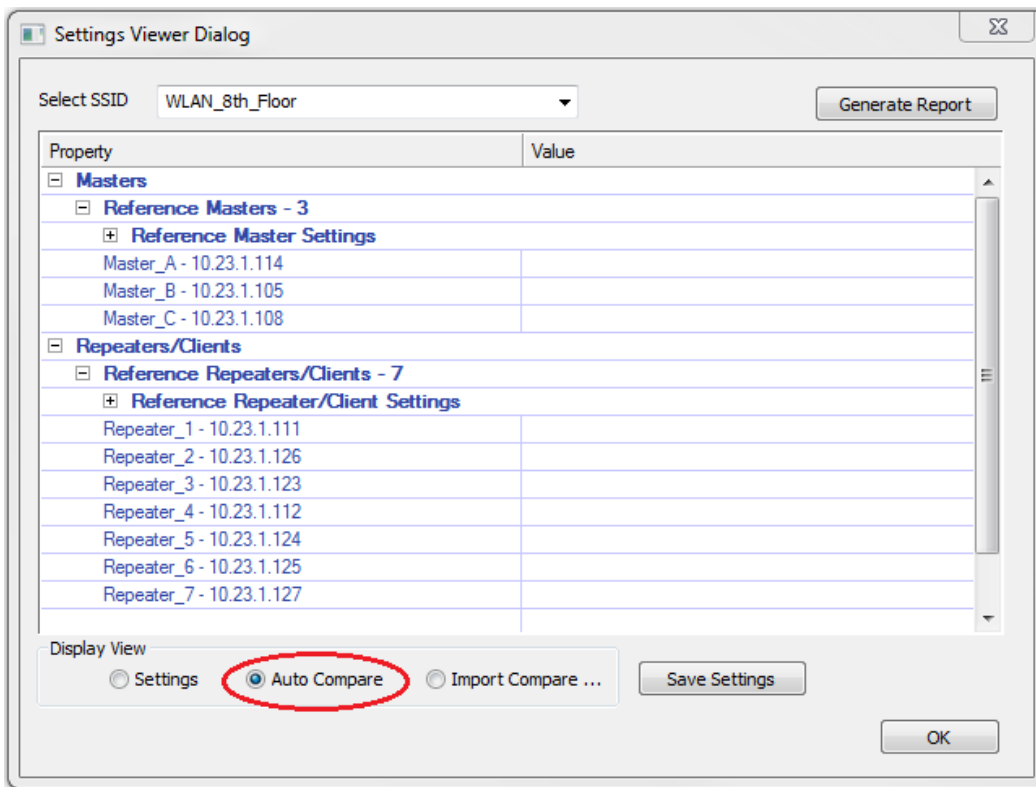 Settings Viewer Dialog
Select SSID WLAN_8th_Floor Generate Report
Property Value
Masters
Reference Masters - 3
Reference Master Settings
Master_A - 10.23.1.114
Master_B - 10.23.1.105
Master_C - 10.23.1.108
Repeaters/Clients
Reference Repeaters/Clients - 7
Reference Repeater/Client Settings
Repeater_1 - 10.23.1.111
Repeater_2 - 10.23.1.126
Repeater_3 - 10.23.1.123
Repeater_4 - 10.23.1.112
Repeater_5 - 10.23.1.124
Repeater_6 - 10.23.1.125
Repeater_7 - 10.23.1.127
Display View
Settings Auto Compare Import Compare ... Save Settings
OK